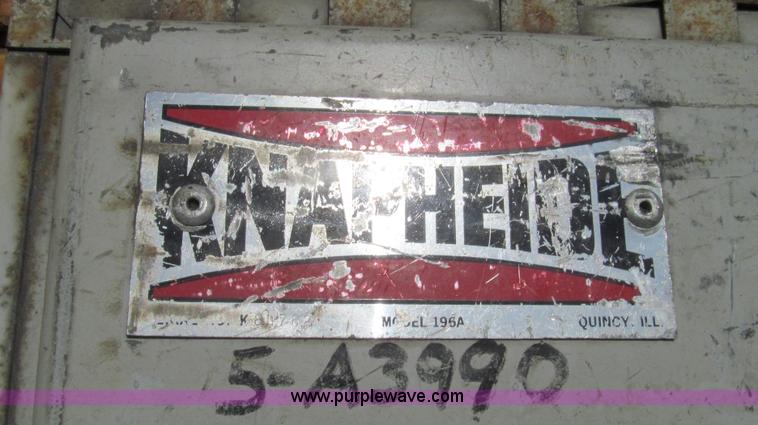 KNAPHEIDE
MODEL 196A QUINCY, ILL.
5-A3990
www.purplewave.com